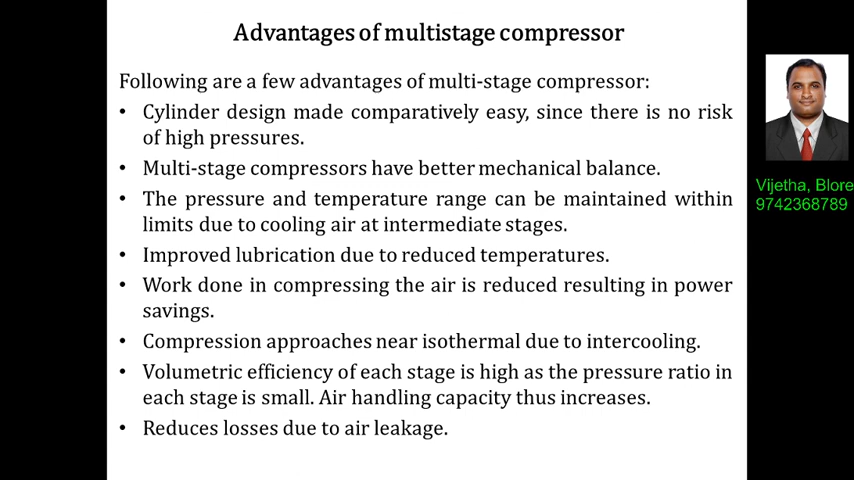 Advantages of multistage compressor
Following are a few advantages of multi-stage compressor:
• Cylinder design made comparatively easy, since there is no risk
of high pressures.
• Multi-stage compressors have better mechanical balance.
• The pressure and temperature range can be maintained within
limits due to cooling air at intermediate stages.
• Improved lubrication due to reduced temperatures.
• Work done in compressing the air is reduced resulting in power
savings.
• Compression approaches near isothermal due to intercooling.
• Volumetric efficiency of each stage is high as the pressure ratio in
each stage is small. Air handling capacity thus increases.
• Reduces losses due to air leakage.
Vijetha, Blore
9742368789